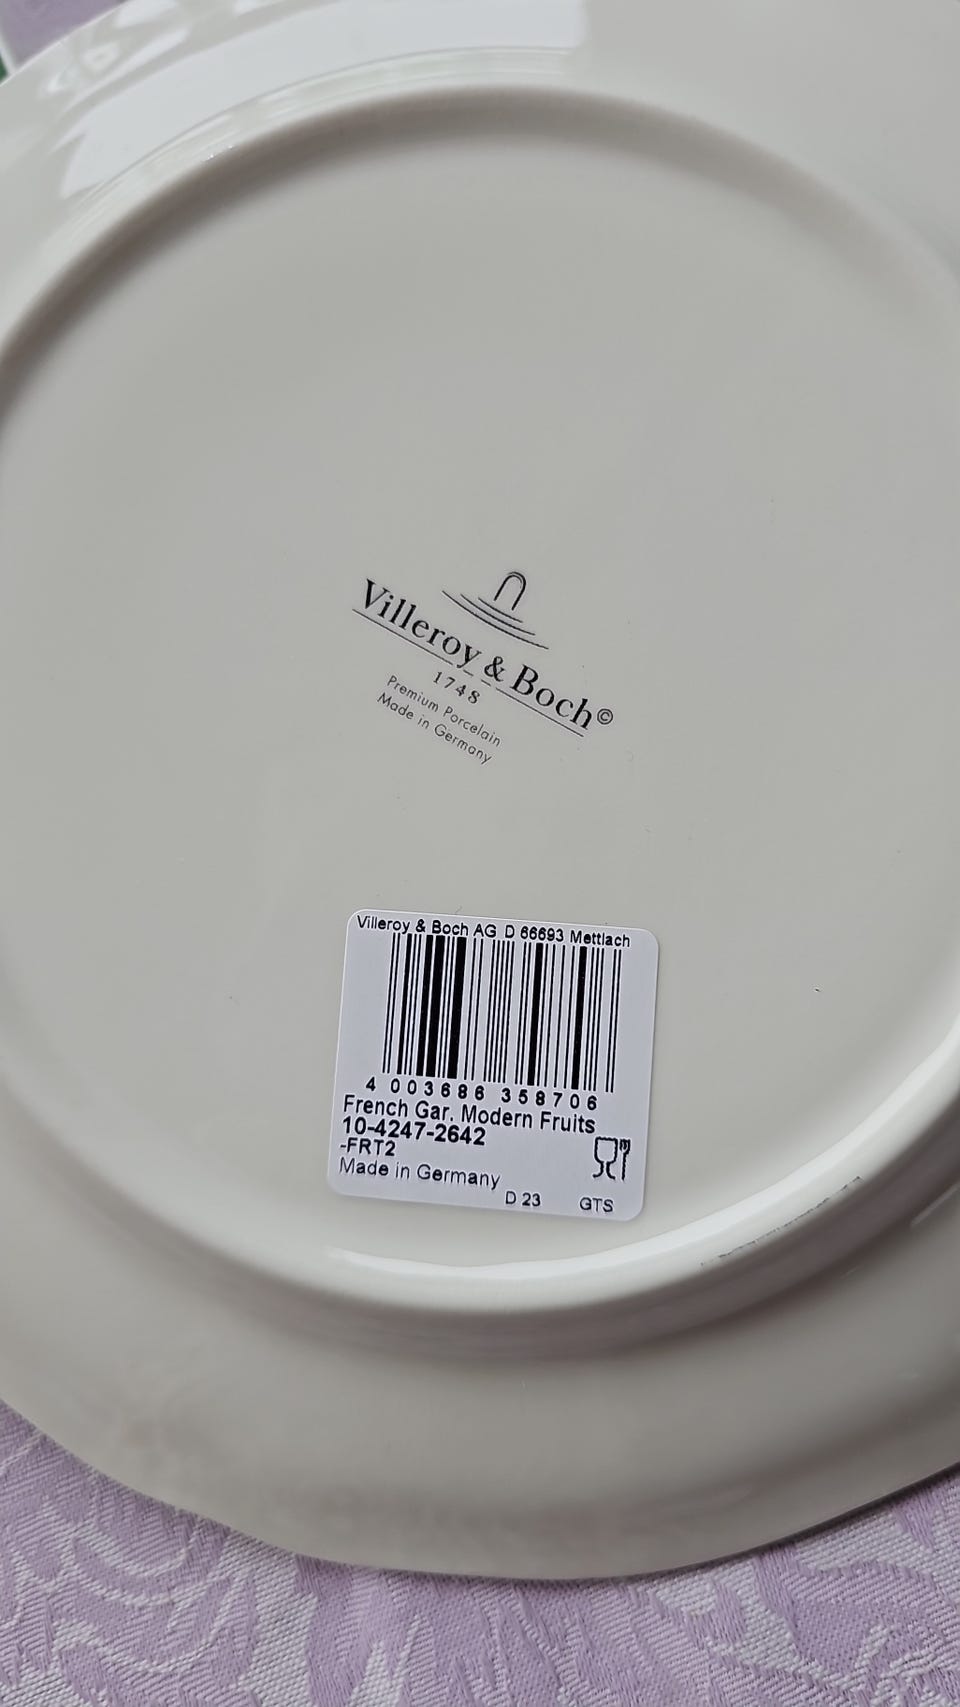 Villeroy & Boch©
1748
Premium Porcelain
Made in Germany
Villeroy & Boch AG D 66693 Mettlach
4 003686 358706
French Gar. Modern Fruits
10-4247-2642
-FRT2
Made in Germany
D 23 GTS